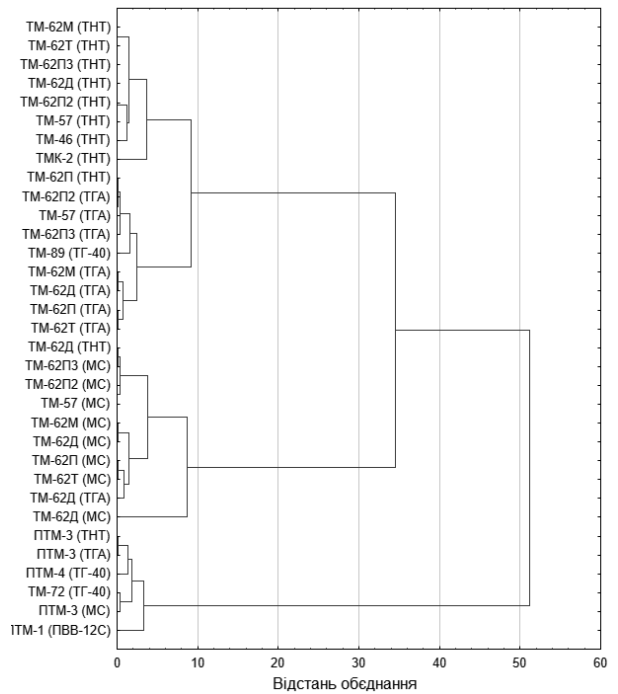 ТМ-62М (ТНТ)
ТМ-62Т (ТНТ)
ТМ-62П3 (ТНТ)
ТМ-62Д (ТНТ)
ТМ-62П2 (ТНТ)
ТМ-57 (ТНТ)
ТМ-46 (ТНТ)
ТМК-2 (ТНТ)
ТМ-62П (ТНТ)
ТМ-62П2 (ТГА)
ТМ-57 (ТГА)
ТМ-62П3 (ТГА)
ТМ-89 (ТГ-40)
ТМ-62М (ТГА)
ТМ-62Д (ТГА)
ТМ-62П (ТГА)
ТМ-62Т (ТГА)
ТМ-62Д (ТНТ)
ТМ-62П3 (МС)
ТМ-62П2 (МС)
ТМ-57 (МС)
ТМ-62М (МС)
ТМ-62Д (МС)
ТМ-62П (МС)
ТМ-62Т (МС)
ТМ-62Д (ТГА)
ТМ-62Д (МС)
ПТМ-3 (ТНТ)
ПТМ-3 (ТГА)
ПТМ-4 (ТГ-40)
ТМ-72 (ТГ-40)
ПТМ-3 (МС)
ПТМ-1 (ПВВ-12С)
0 10 20 30 40 50 60
Відстань обєднання